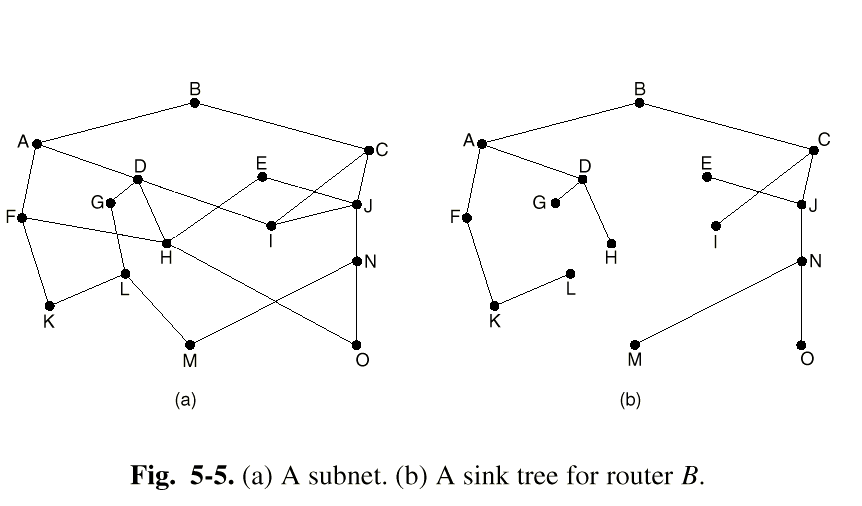 B B
A C A C
D E D E
G J G J
F I F I
H H
N N
L L
K K
M O M O
(a) (b)
Fig. 5-5. (a) A subnet. (b) A sink tree for router B.